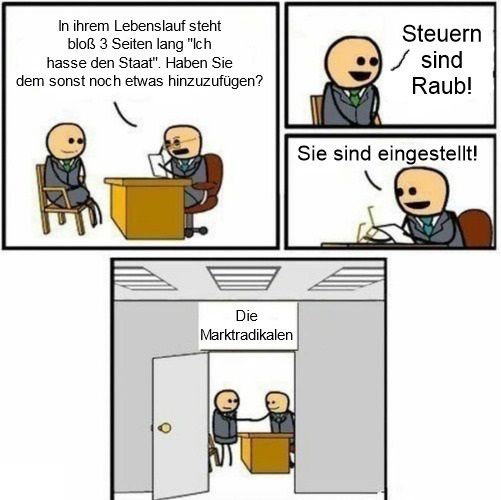 In ihrem Lebenslauf steht
bloß 3 Seiten lang "Ich
hasse den Staat". Haben Sie
dem sonst noch etwas hinzuzufügen?
Steuern
sind
Raub!
Sie sind eingestellt!
Die
Marktradikalen